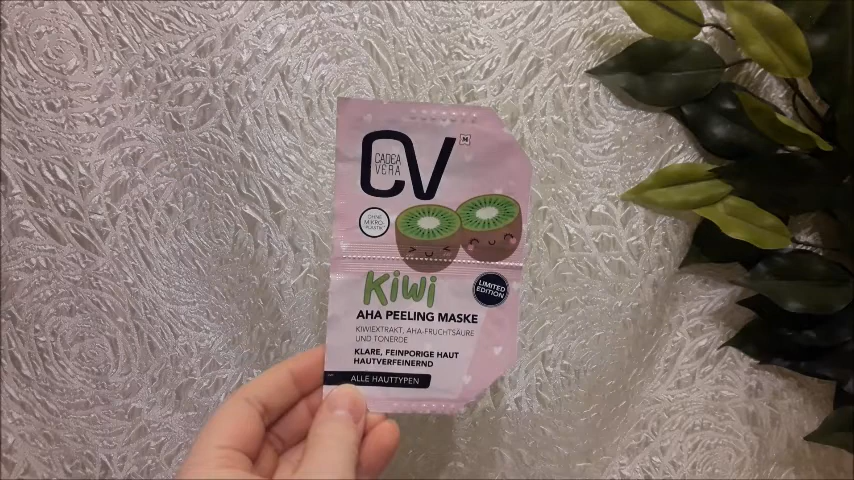 CV
CADEA
VERA
M
OHNE
MIKRO-
PLASTIK
Kiwi
LIMITED
EDITION
AHA PEELING MASKE
KIWIEXTRAKT, AHA-FRUCHTSÄURE
UND TONERDE
KLARE, FEINPORIGE HAUT
HAUTVERFEINERND
ALLE HAUTTYPEN